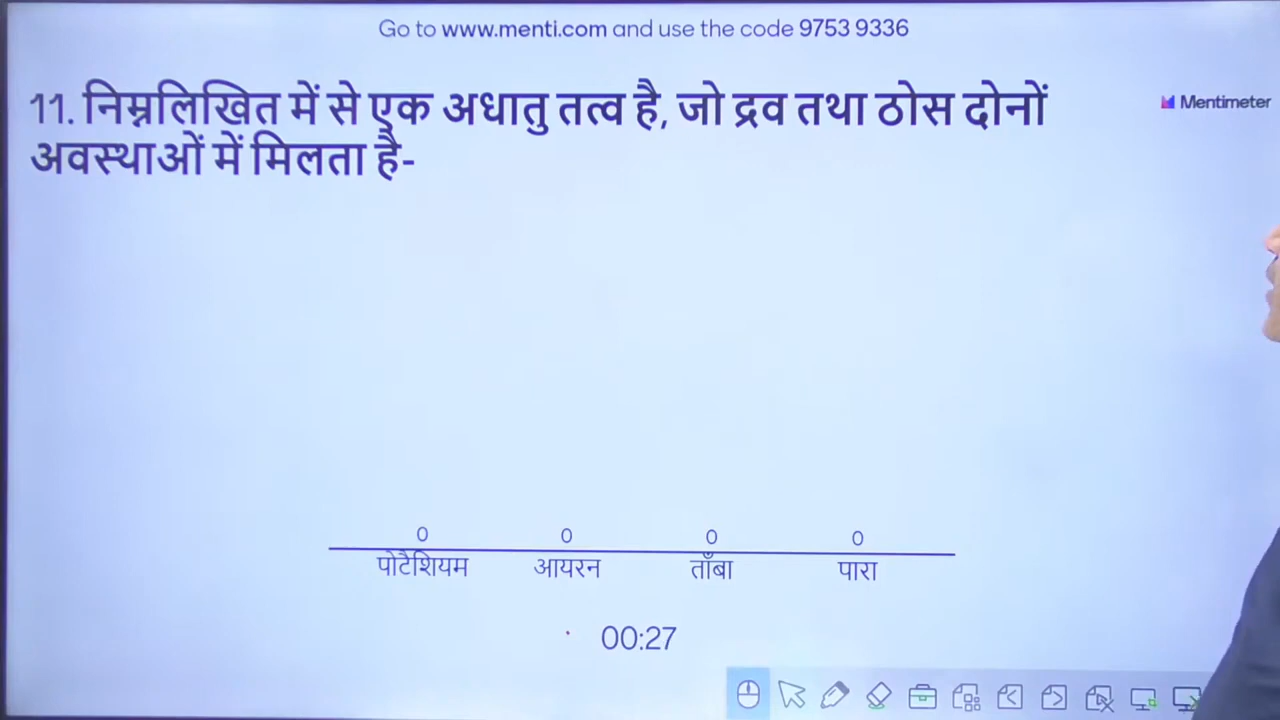 Go to www.menti.com and use the code 9753 9336
11. निम्नलिखित में से एक अधातु तत्व है, जो द्रव तथा ठोस दोनों
अवस्थाओं में मिलता है-
Mentimeter
0 0 0 0
पोटैशियम आयरन ताँबा पारा
00:27